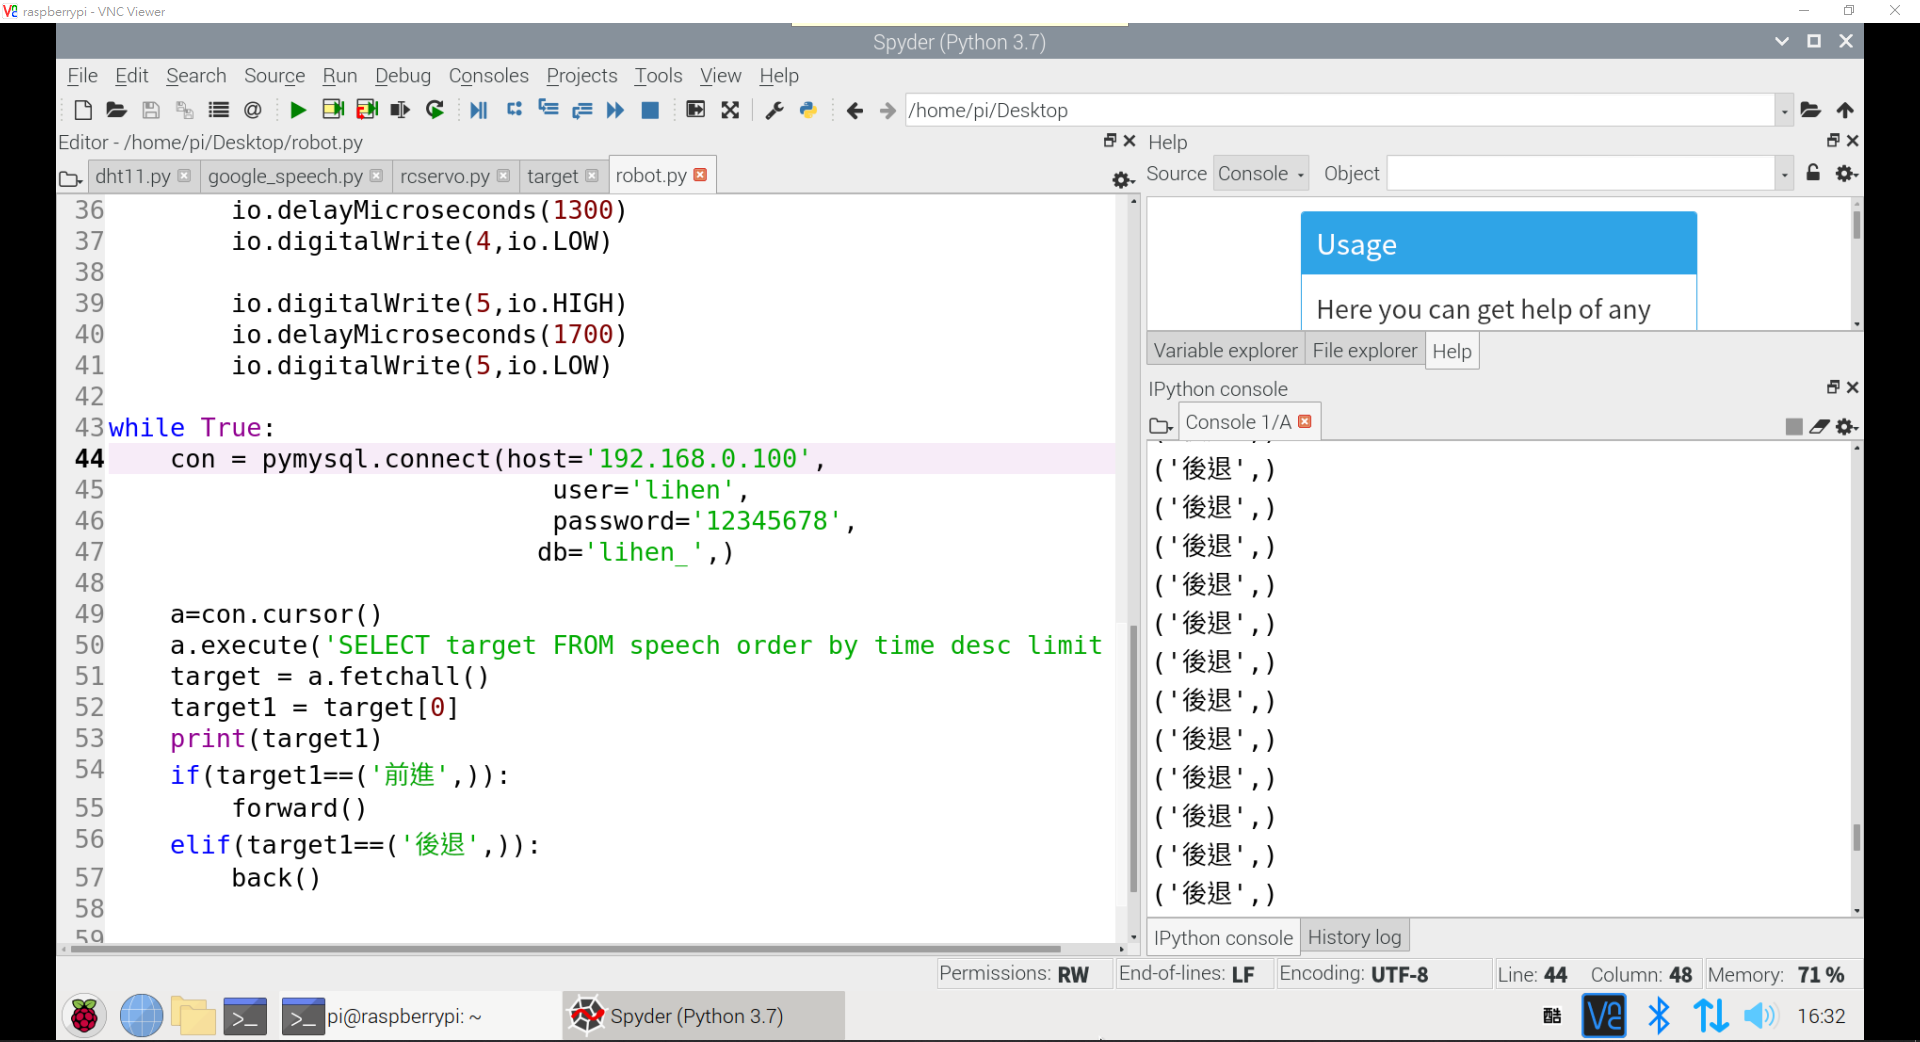 raspberrypi - VNC Viewer
Spyder (Python 3.7)
File Edit Search Source Run Debug Consoles Projects Tools View Help
/home/pi/Desktop
Editor - /home/pi/Desktop/robot.py
dht11.py google_speech.py rcservo.py target robot.py
36 io.delayMicroseconds(1300)
37 io.digitalWrite(4,io.LOW)
38
39 io.digitalWrite(5,io.HIGH)
40 io.delayMicroseconds(1700)
41 io.digitalWrite(5,io.LOW)
42
43 while True:
44 con = pymysql.connect(host='192.168.0.100',
45 user='lihen',
46 password='12345678',
47 db='lihen_',)
48
49 a=con.cursor()
50 a.execute('SELECT target FROM speech order by time desc limit
51 target = a.fetchall()
52 target1 = target[0]
53 print(target1)
54 if(target1==('前進',)):
55 forward()
56 elif(target1==('後退',)):
57 back()
58
59
Help
Source Console Object
Usage
Here you can get help of any
Variable explorer File explorer Help
IPython console
Console 1/A
('後退',)
('後退',)
('後退',)
('後退',)
('後退',)
('後退',)
('後退',)
('後退',)
('後退',)
('後退',)
('後退',)
('後退',)
IPython console History log
Permissions: RW End-of-lines: LF Encoding: UTF-8 Line: 44 Column: 48 Memory: 71 %
pi@raspberrypi: ~
Spyder (Python 3.7)
酷
16:32